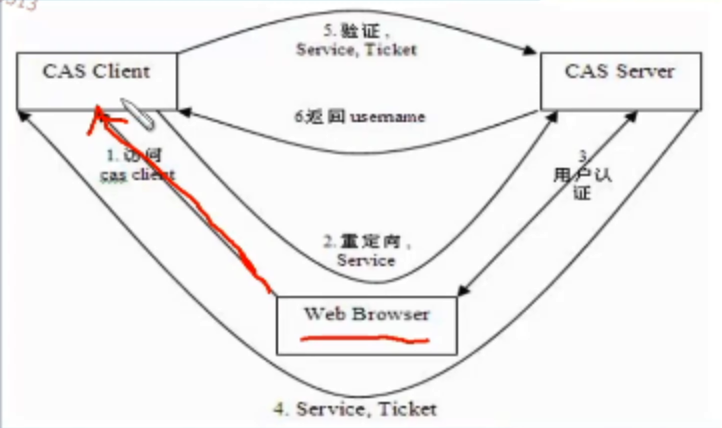 5.验证，
Service, Ticket
CAS Client
CAS Server
6返回 username
1. 访问
cas client
3.
用户认
证
2. 重定向，
Service
Web Browser
4. Service, Ticket